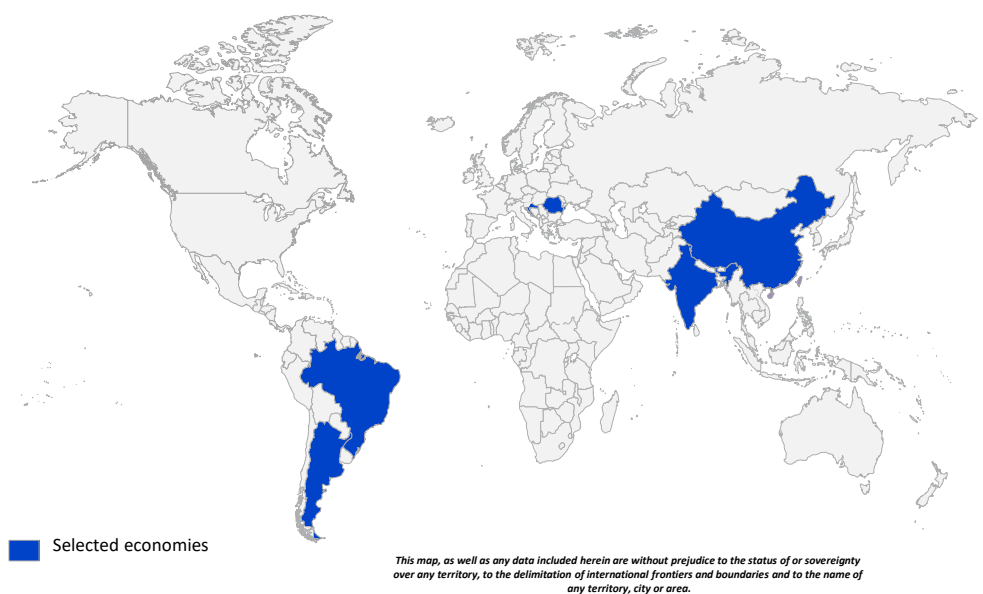 Selected economies
This map, as well as any data included herein are without prejudice to the status of or sovereignty
over any territory, to the delimitation of international frontiers and boundaries and to the name of
any territory, city or area.